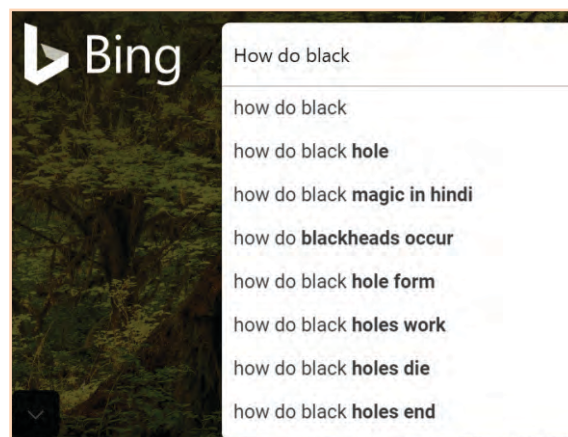 Bing
How do black
how do black
how do black hole
how do black magic in hindi
how do blackheads occur
how do black hole form
how do black holes work
how do black holes die
how do black holes end